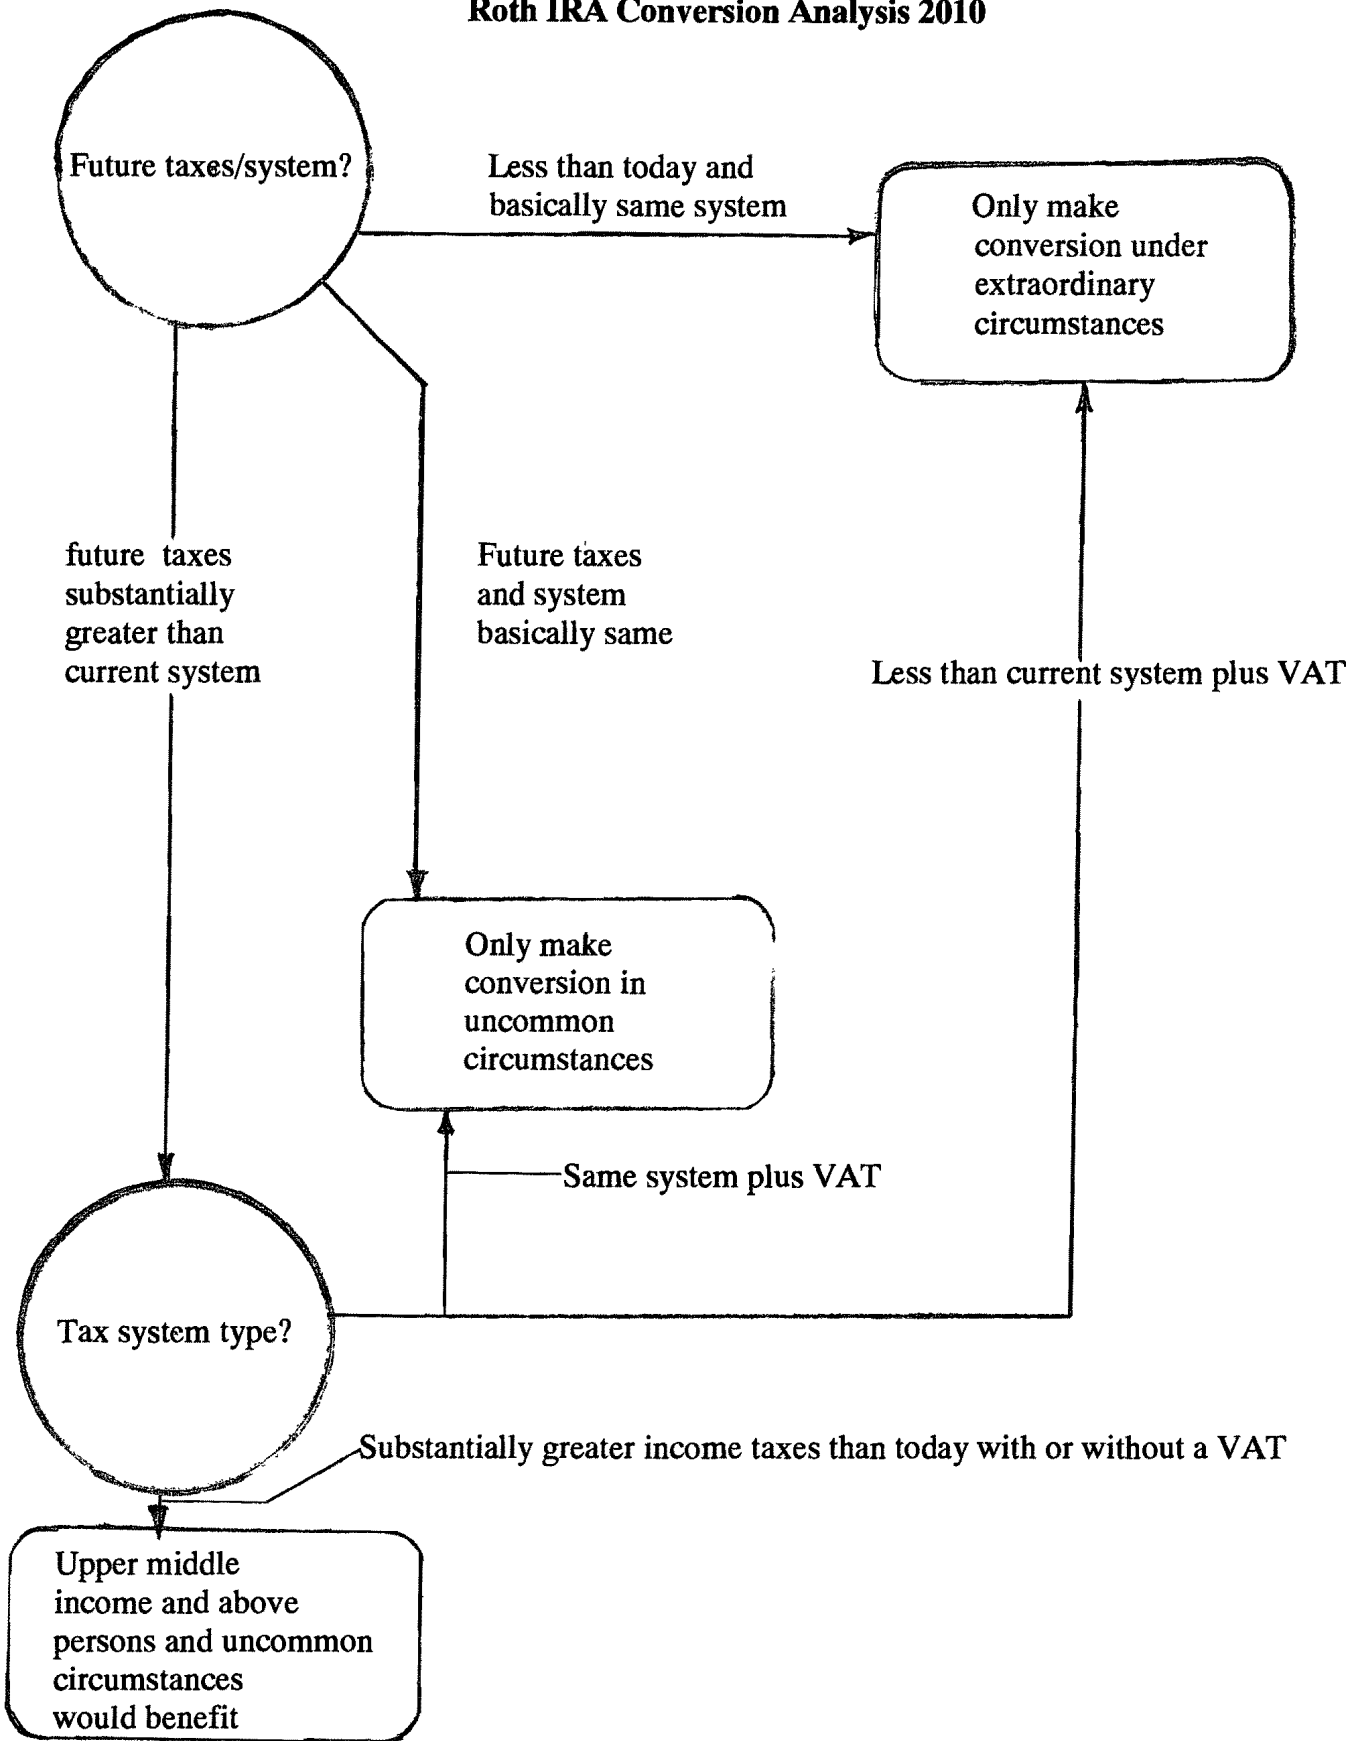 Roth IRA Conversion Analysis 2010
Future taxes/system?
Less than today and
basically same system
Only make
conversion under
extraordinary
circumstances
future taxes
substantially
greater than
current system
Future taxes
and system
basically same
Less than current system plus VAT
Only make
conversion in
uncommon
circumstances
Same system plus VAT
Tax system type?
Substantially greater income taxes than today with or without a VAT
Upper middle
income and above
persons and uncommon
circumstances
would benefit